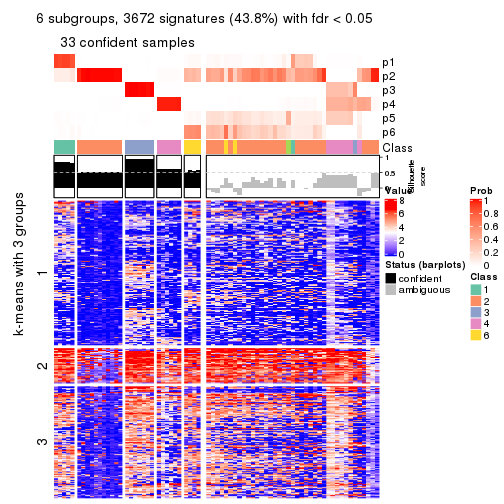 6 subgroups, 3672 signatures (43.8%) with fdr < 0.05
33 confident samples
p1
p2
p3
p4
p5
p6
Class
1
0.5
0
Silhouette
score
k-means with 3 groups
1
2
3
Value
8
6
4
2
0
Status (barplots)
confident
ambiguous
Prob
1
0.8
0.6
0.4
0.2
0
Class
1
2
3
4
6